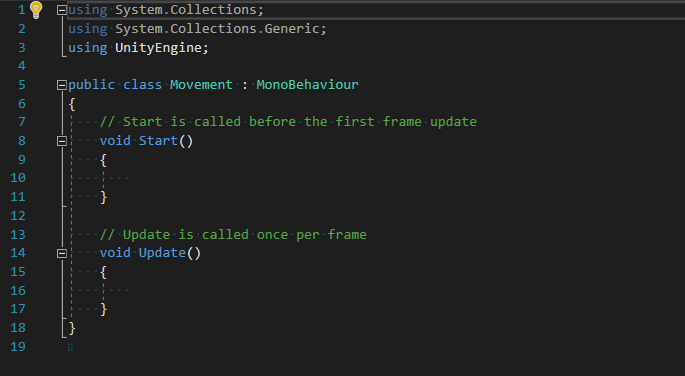 1 using System.Collections;
2 using System.Collections.Generic;
3 using UnityEngine;
4
5 public class Movement : MonoBehaviour
6 {
7     // Start is called before the first frame update
8     void Start()
9     {
10
11     }
12
13     // Update is called once per frame
14     void Update()
15     {
16
17     }
18 }
19